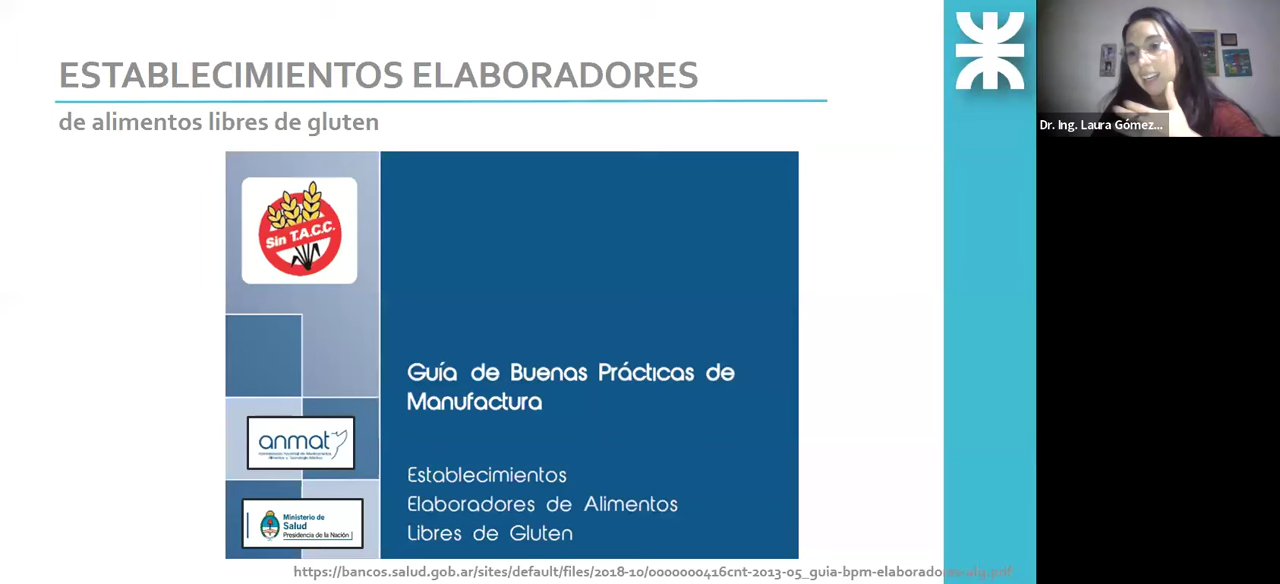 ESTABLECIMIENTOS ELABORADORES
de alimentos libres de gluten
Sin T.A.C.C.
Guía de Buenas Prácticas de
Manufactura
anmat
Ministerio de
Salud
Presidencia de la Nación
Establecimientos
Elaboradores de Alimentos
Libres de Gluten
https://bancos.salud.gob.ar/sites/default/files/2018-10/0000000416cnt-2013-05_guia-bpm-elaboradores-alg.pdf
Dr. Ing. Laura Gómez...